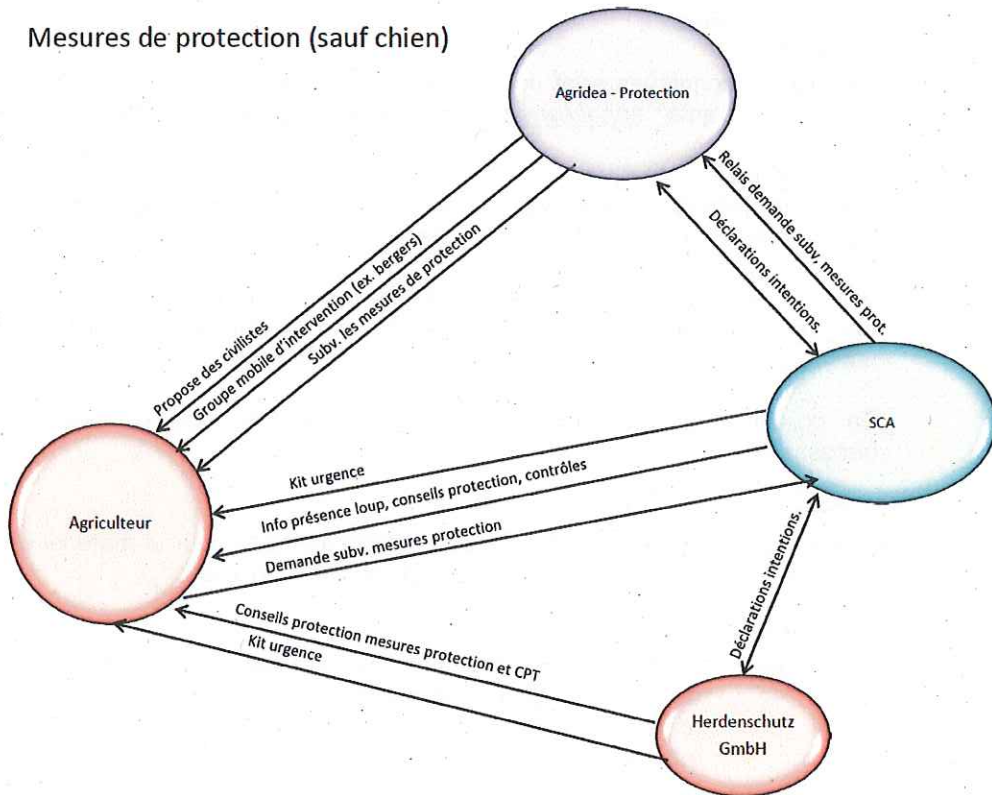 Mesures de protection (sauf chien)
Agridea - Protection
Relais demande subv, mesures prot.
Déclarations intentions.
Propose des civilistes
Groupe mobile d'intervention (ex. bergers)
Subv. les mesures de protection
SCA
Kit urgence
Info présence loup, conseils protection, contrôles
Agriculteur
Demande subv. mesures protection
Déclarations intentions.
Conseils protection mesures protection et CPT
Kit urgence
Herdenschutz
GmbH